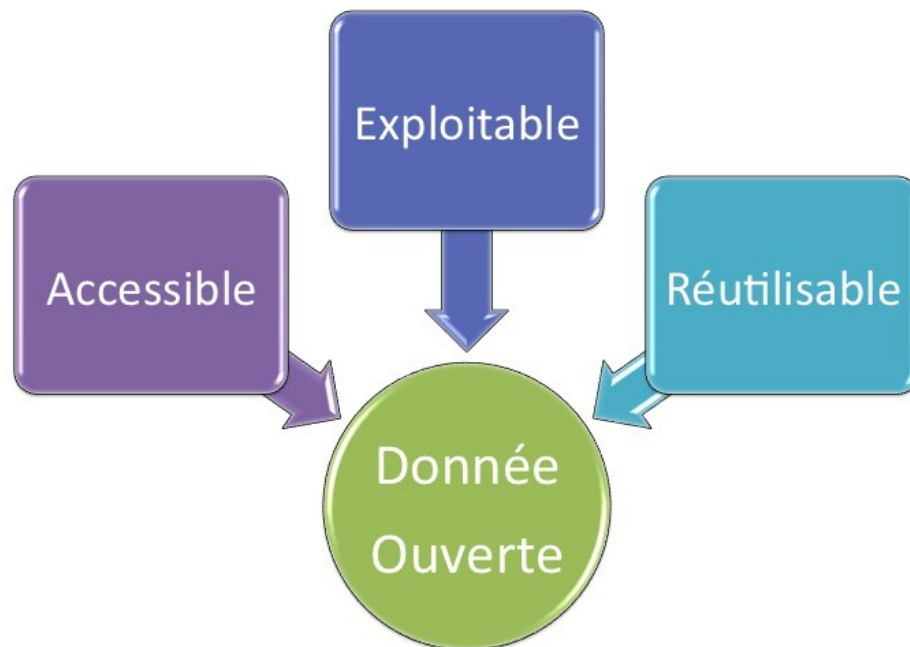 Exploitable
Accessible
Réutilisable
Donnée
Ouverte